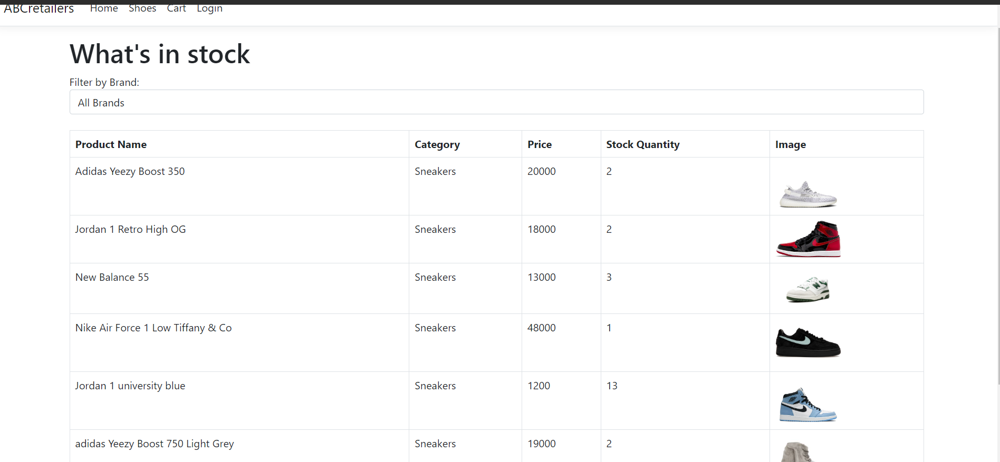 ABCretailers Home Shoes Cart Login
What's in stock
Filter by Brand:
All Brands
Product Name Category Price Stock Quantity Image
Adidas Yeezy Boost 350 Sneakers 20000 2
Jordan 1 Retro High OG Sneakers 18000 2
New Balance 55 Sneakers 13000 3
Nike Air Force 1 Low Tiffany & Co Sneakers 48000 1
Jordan 1 university blue Sneakers 1200 13
adidas Yeezy Boost 750 Light Grey Sneakers 19000 2